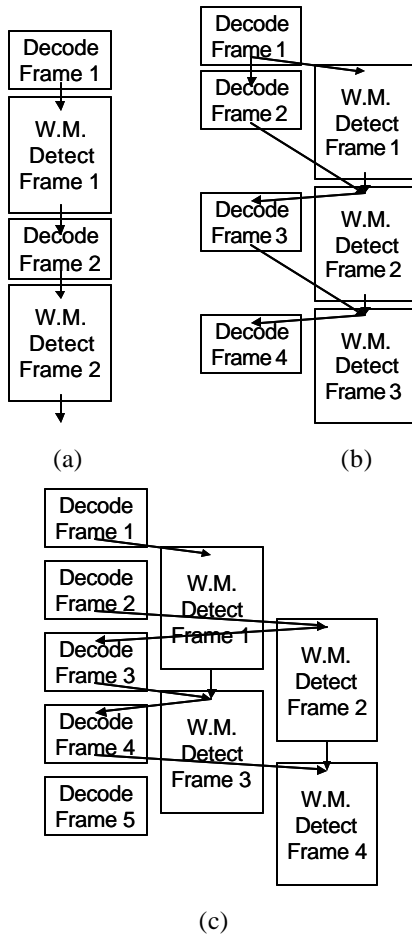 Decode
Frame 1
W.M.
Detect
Frame 1
Decode
Frame 2
W.M.
Detect
Frame 2
(a)
Decode
Frame 1
Decode
Frame 2
W.M.
Detect
Frame 1
Decode
Frame 3
W.M.
Detect
Frame 2
Decode
Frame 4
W.M.
Detect
Frame 3
(b)
Decode
Frame 1
W.M.
Detect
Frame 1
Decode
Frame 2
W.M.
Detect
Frame 2
Decode
Frame 3
W.M.
Detect
Frame 3
Decode
Frame 4
W.M.
Detect
Frame 4
Decode
Frame 5
(c)